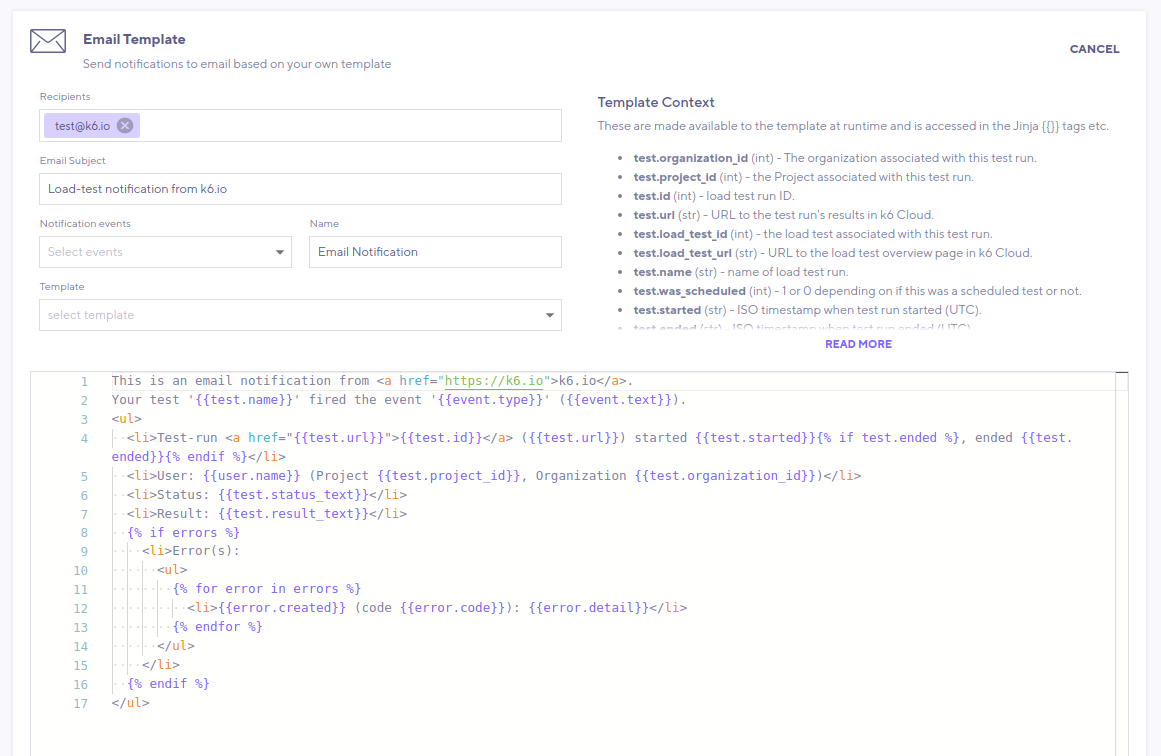 Email Template
Send notifications to email based on your own template
CANCEL
Recipients
test@k6.io
Email Subject
Load-test notification from k6.io
Notification events
Name
Select events
Email Notification
Template
select template
Template Context
These are made available to the template at runtime and is accessed in the Jinja {{}} tags etc.
• test.organization_id (int) - The organization associated with this test run.
• test.project_id (int) - the Project associated with this test run.
• test.id (int) - load test run ID.
• test.url (str) - URL to the test run's results in k6 Cloud.
• test.load_test_id (int) - the load test associated with this test run.
• test.load_test_url (str) - URL to the load test overview page in k6 Cloud.
• test.name (str) - name of load test run.
• test.was_scheduled (int) - 1 or 0 depending on if this was a scheduled test or not.
• test.started (str) - ISO timestamp when test run started (UTC).
• test.ended (str) - ISO timestamp when test run ended (UTC)
READ MORE
1 This is an email notification from <a href="https://k6.io">k6.io</a>.
2 Your test '{{test.name}}' fired the event '{{event.type}}' ({{event.text}}).
3 <ul>
4 ··<li>Test-run <a href="{{test.url}}">{{test.id}}</a> ({{test.url}}) started {{test.started}}{% if test.ended %}, ended {{test.
ended}}{% endif %}</li>
5 ··<li>User: {{user.name}} (Project {{test.project_id}}, Organization {{test.organization_id}})</li>
6 ··<li>Status: {{test.status_text}}</li>
7 ··<li>Result: {{test.result_text}}</li>
8 ··{% if errors %}
9 ····<li>Error(s):
10 ······<ul>
11 ········{% for error in errors %}
12 ··········<li>{{error.created}} (code {{error.code}}): {{error.detail}}</li>
13 ········{% endfor %}
14 ······</ul>
15 ····</li>
16 ··{% endif %}
17 </ul>